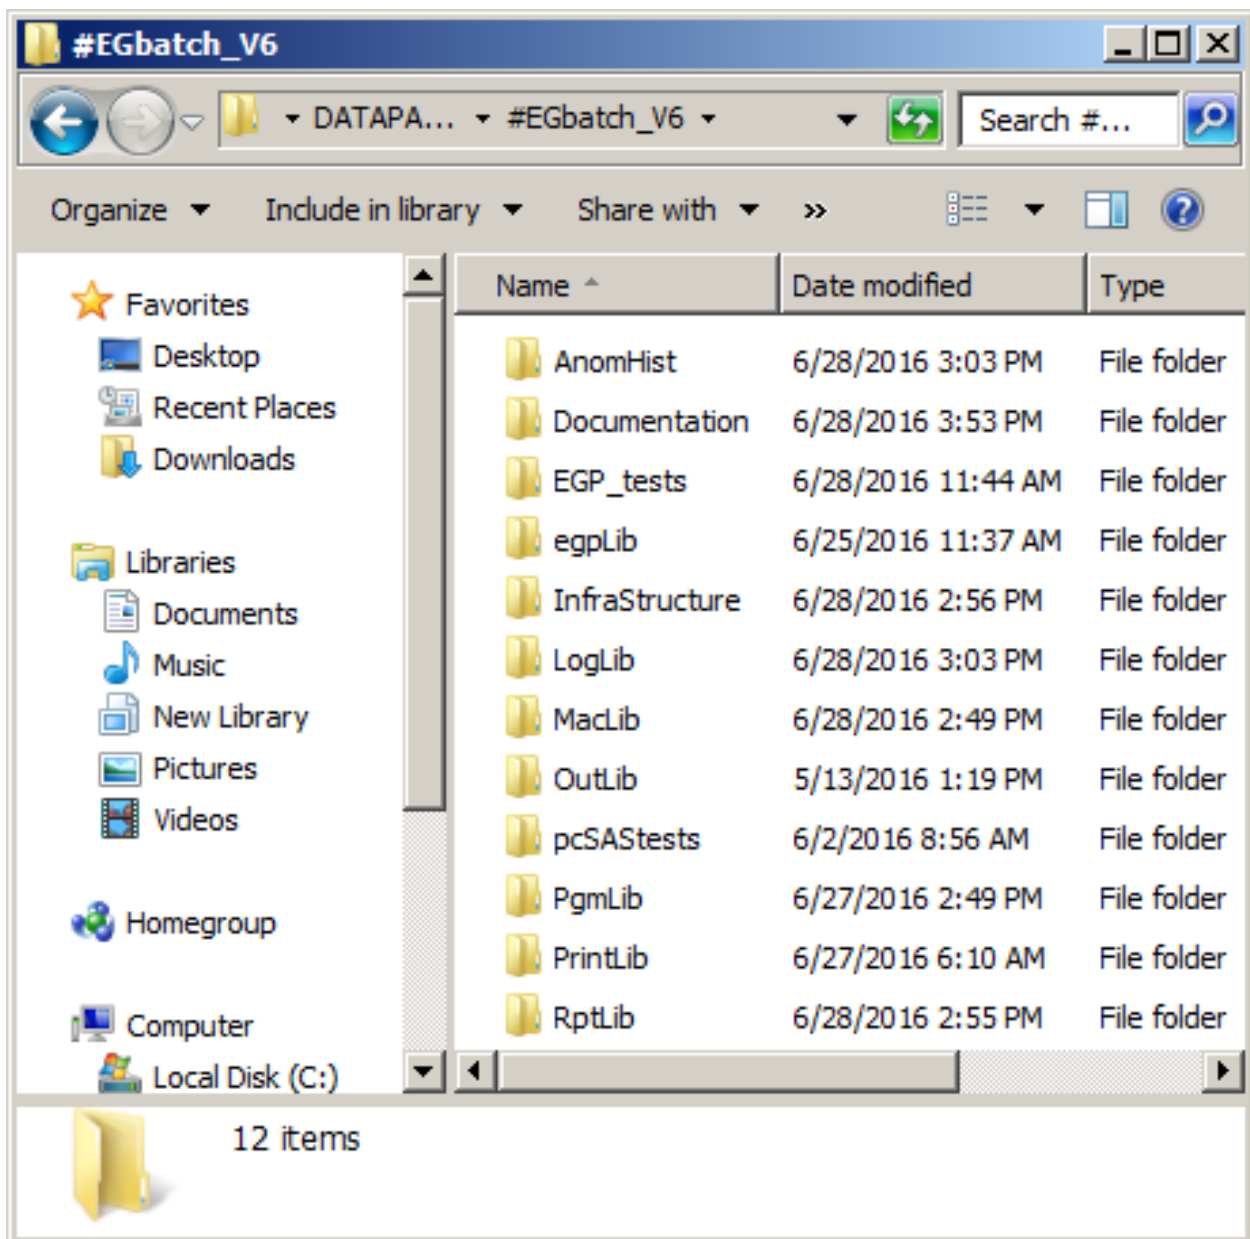 #EGbatch_V6
DATAPA... #EGbatch_V6 Search #...
Organize Include in library Share with »
Favorites
Desktop
Recent Places
Downloads
Libraries
Documents
Music
New Library
Pictures
Videos
Homegroup
Computer
Local Disk (C:)
Name Date modified Type
AnomHist 6/28/2016 3:03 PM File folder
Documentation 6/28/2016 3:53 PM File folder
EGP_tests 6/28/2016 11:44 AM File folder
egpLib 6/25/2016 11:37 AM File folder
InfraStructure 6/28/2016 2:56 PM File folder
LogLib 6/28/2016 3:03 PM File folder
MacLib 6/28/2016 2:49 PM File folder
OutLib 5/13/2016 1:19 PM File folder
pcSAStests 6/2/2016 8:56 AM File folder
PgmLib 6/27/2016 2:49 PM File folder
PrintLib 6/27/2016 6:10 AM File folder
RptLib 6/28/2016 2:55 PM File folder
12 items